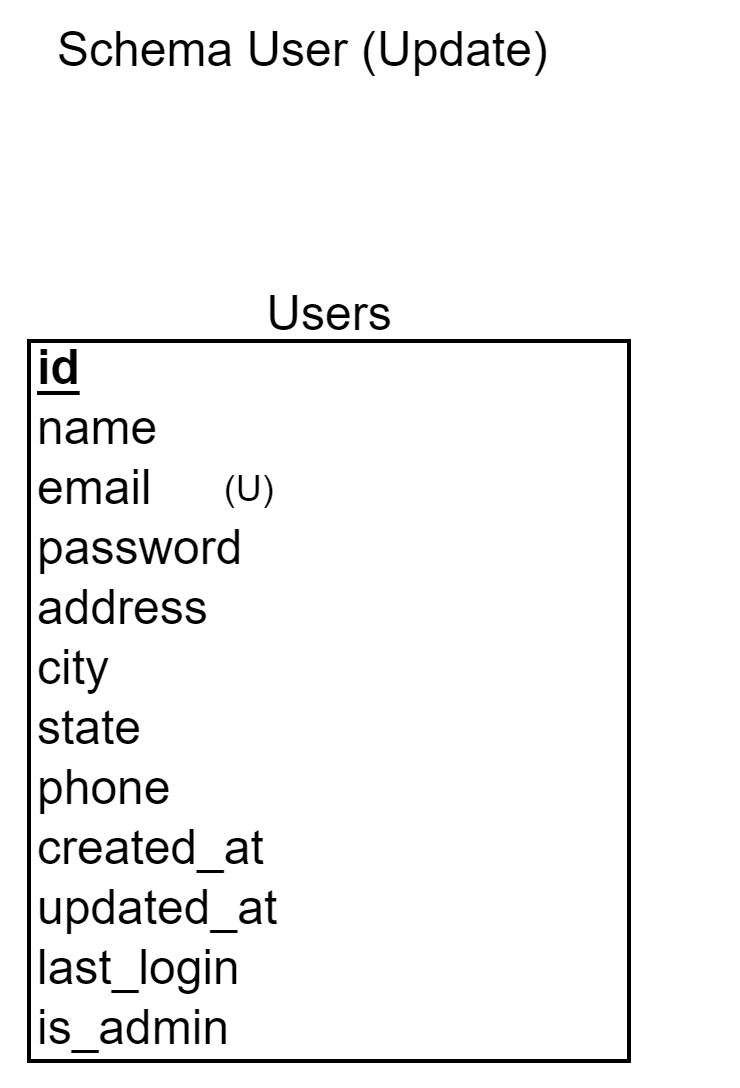 Schema User (Update)
Users
id
name
email (U)
password
address
city
state
phone
created_at
updated_at
last_login
is_admin